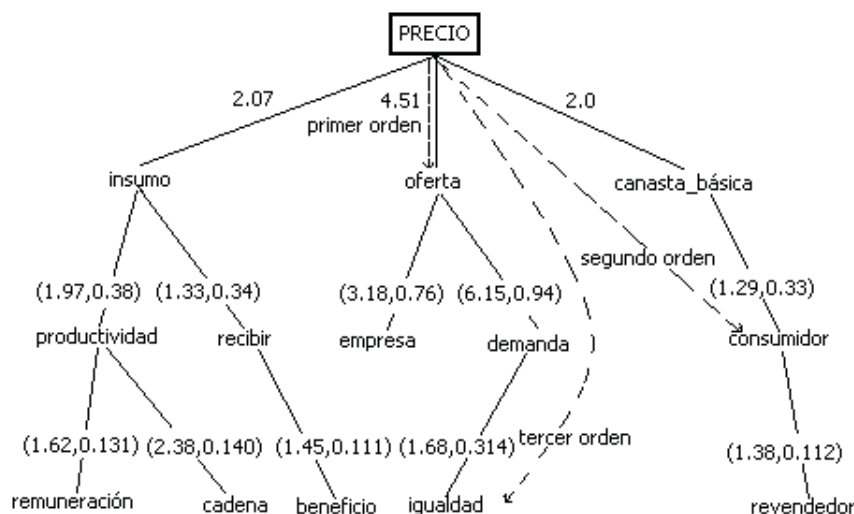 PRECIO
2.07
4.51
2.0
primer orden
insumo
oferta
canasta_básica
segundo orden
(1.97,0.38)
(1.33,0.34)
(3.18,0.76)
(6.15,0.94)
(1.29,0.33)
productividad
recibir
empresa
demanda
consumidor
tercer orden
(1.62,0.131)
(2.38,0.140)
(1.45,0.111)
(1.68,0.314)
(1.38,0.112)
remuneración
cadena
beneficio
igualdad
revendedor